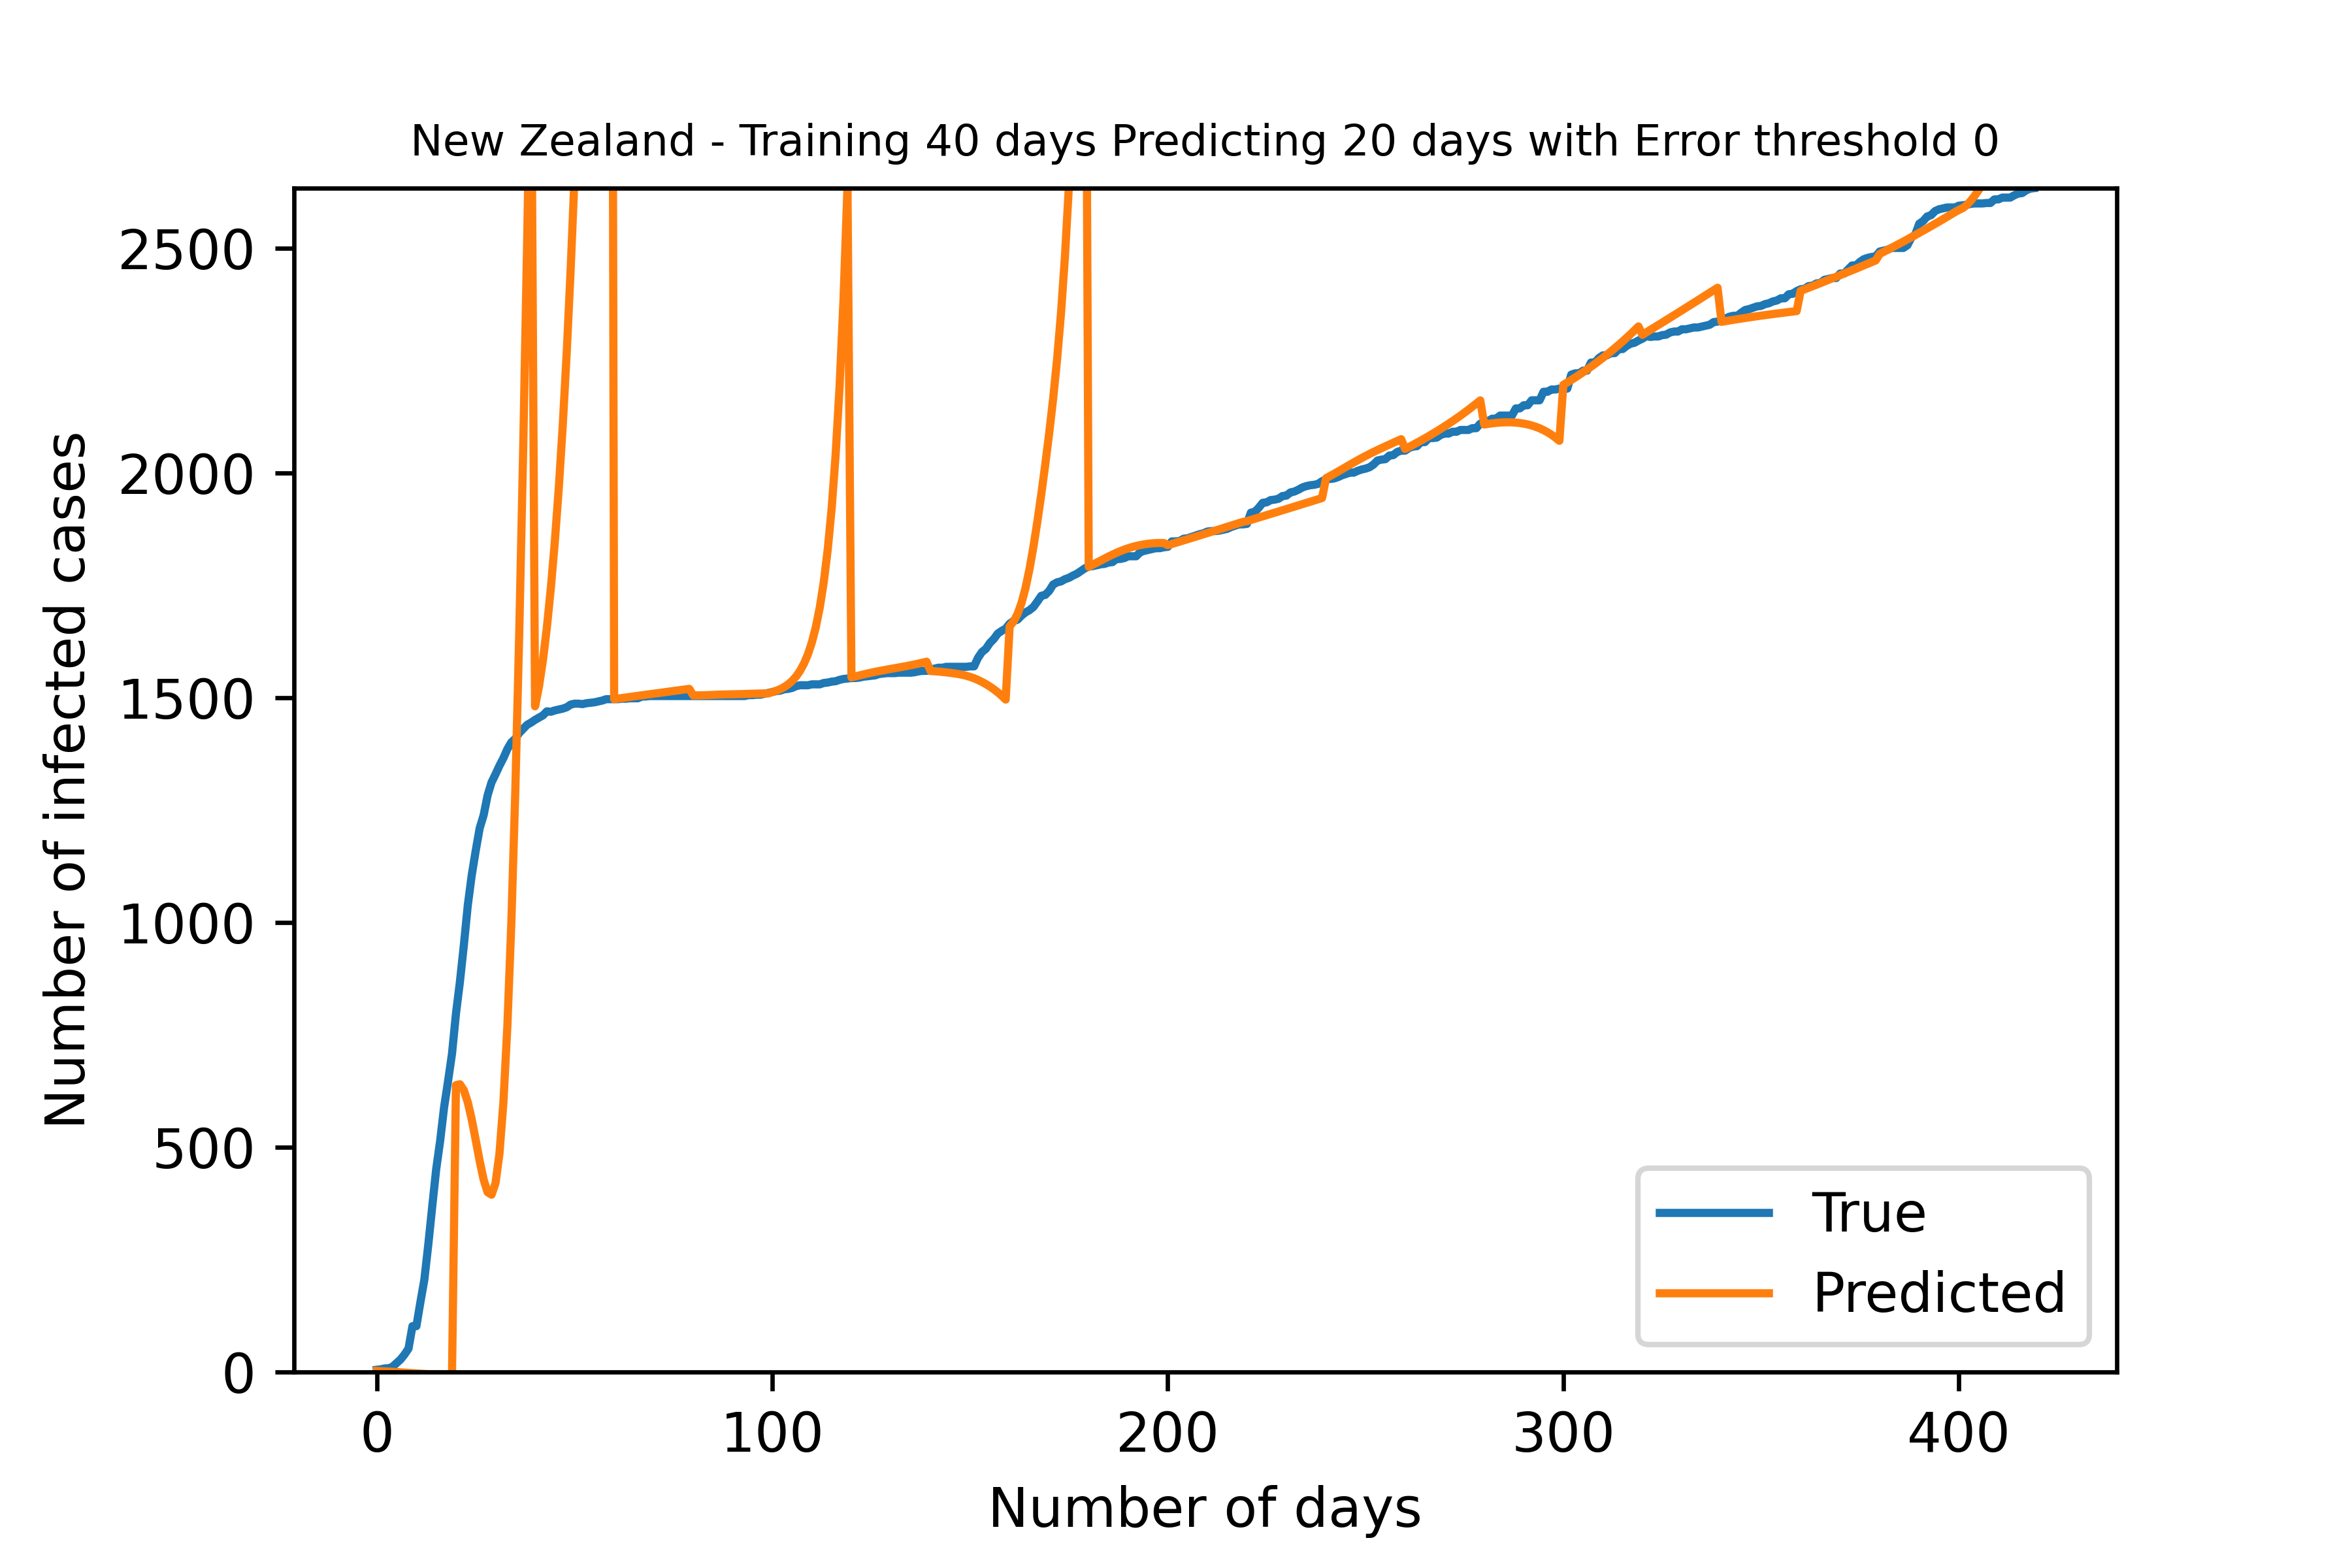 New Zealand - Training 40 days Predicting 20 days with Error threshold 0
Number of infected cases
2500
2000
1500
1000
500
0
0 100 200 300 400
Number of days
True
Predicted